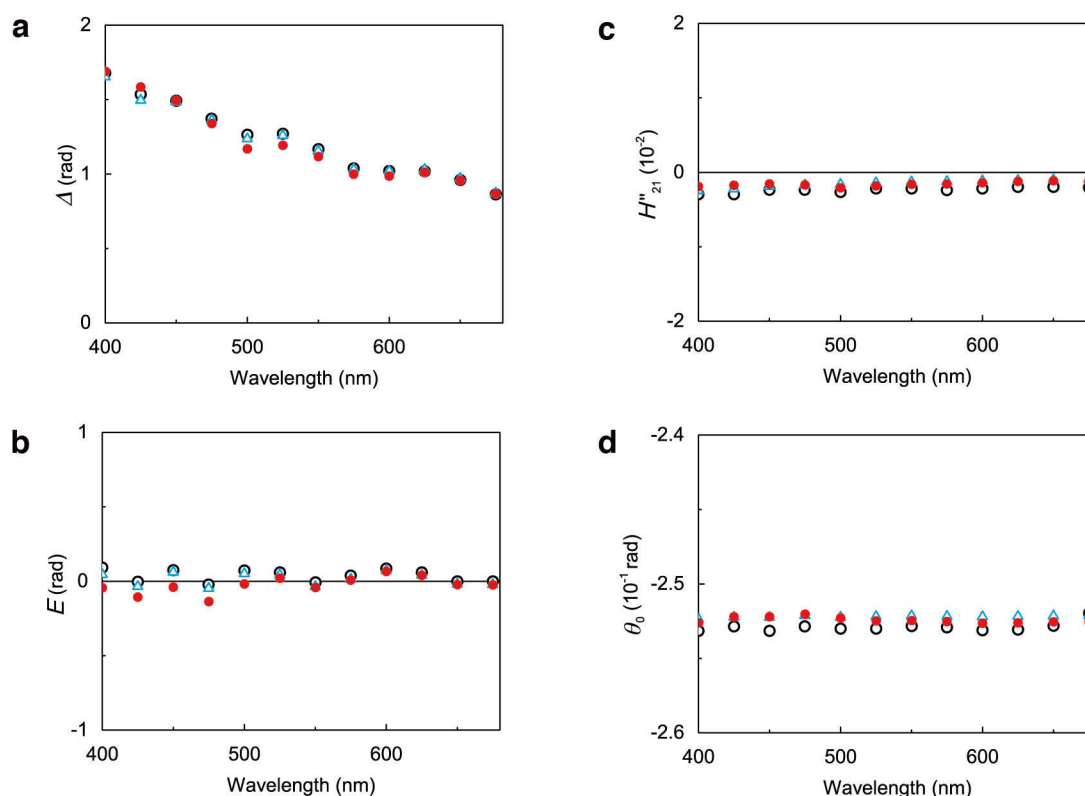 a
2
1
0
Δ (rad)
400
500
600
Wavelength (nm)
b
1
0
-1
E (rad)
400
500
600
Wavelength (nm)
c
2
0
-2
H"₂₁ (10⁻²)
400
500
600
Wavelength (nm)
d
-2.4
-2.5
-2.6
θ₀ (10⁻¹ rad)
400
500
600
Wavelength (nm)